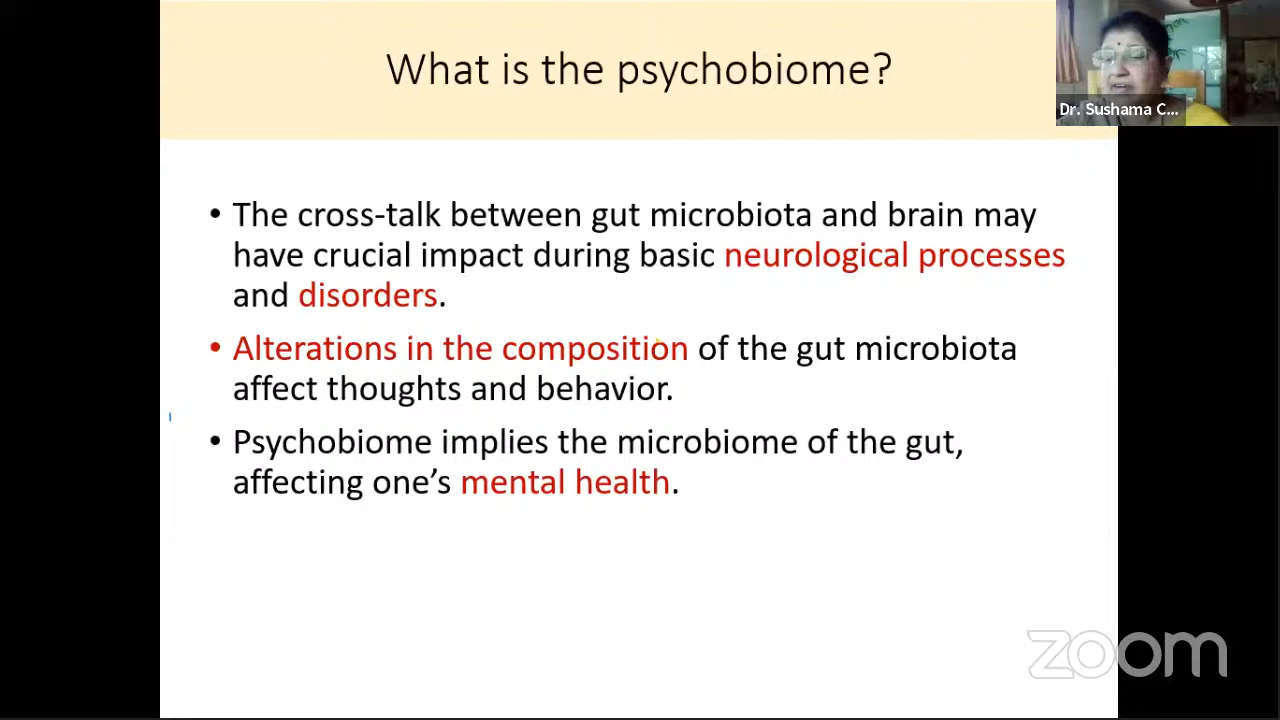 What is the psychobiome?
Dr. Sushama C...
• The cross-talk between gut microbiota and brain may
have crucial impact during basic neurological processes
and disorders.
• Alterations in the composition of the gut microbiota
affect thoughts and behavior.
• Psychobiome implies the microbiome of the gut,
affecting one’s mental health.
zoom